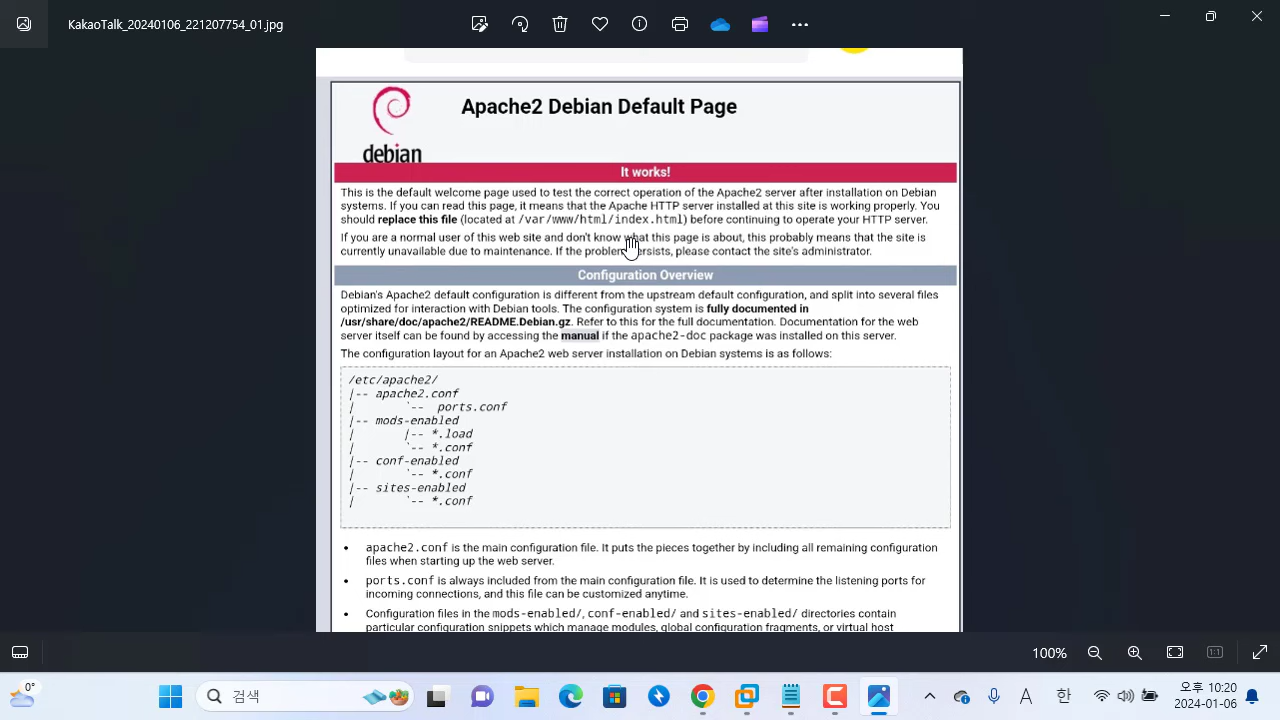 KakaoTalk_20240106_221207754_01.jpg
debian
Apache2 Debian Default Page
It works!
This is the default welcome page used to test the correct operation of the Apache2 server after installation on Debian
systems. If you can read this page, it means that the Apache HTTP server installed at this site is working properly. You
should replace this file (located at /var/www/html/index.html) before continuing to operate your HTTP server.
If you are a normal user of this web site and don't know what this page is about, this probably means that the site is
currently unavailable due to maintenance. If the problem persists, please contact the site's administrator.
Configuration Overview
Debian's Apache2 default configuration is different from the upstream default configuration, and split into several files
optimized for interaction with Debian tools. The configuration system is fully documented in
/usr/share/doc/apache2/README.Debian.gz. Refer to this for the full documentation. Documentation for the web
server itself can be found by accessing the manual if the apache2-doc package was installed on this server.
The configuration layout for an Apache2 web server installation on Debian systems is as follows:
/etc/apache2/
|-- apache2.conf
|       `--  ports.conf
|-- mods-enabled
|       |-- *.load
|       `-- *.conf
|-- conf-enabled
|       `-- *.conf
|-- sites-enabled
|       `-- *.conf
• apache2.conf is the main configuration file. It puts the pieces together by including all remaining configuration
files when starting up the web server.
• ports.conf is always included from the main configuration file. It is used to determine the listening ports for
incoming connections, and this file can be customized anytime.
• Configuration files in the mods-enabled/, conf-enabled/ and sites-enabled/ directories contain
particular configuration snippets which manage modules, global configuration fragments, or virtual host
100%
1:1
0°
검색
A
한
오후 10:20
2024-01-06